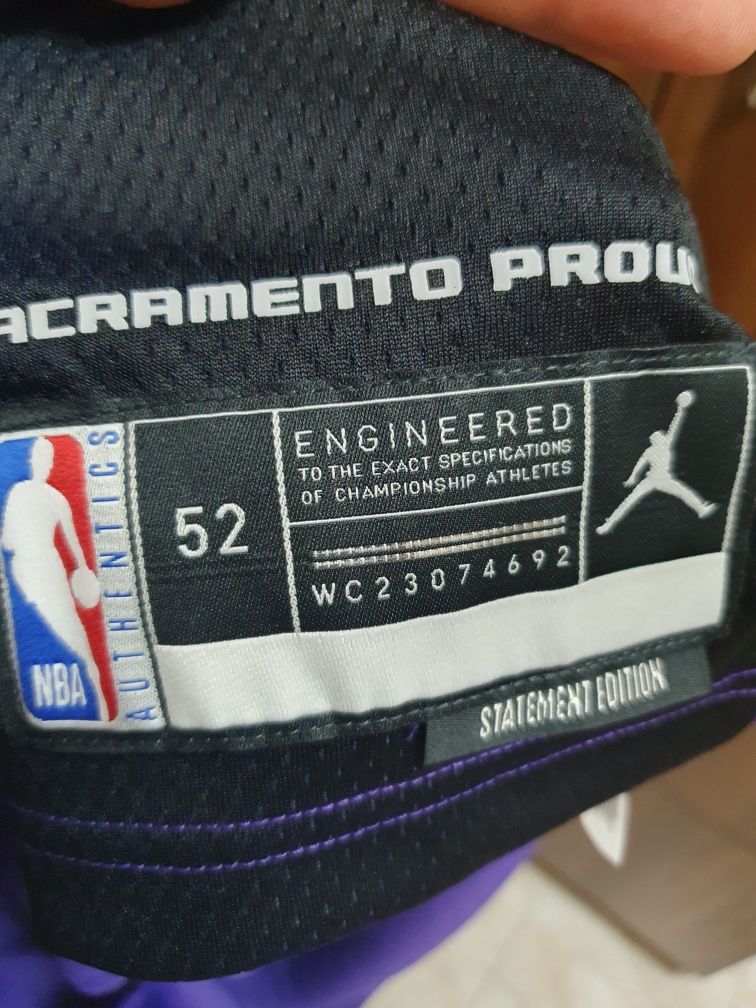 ACRAMENTO PROU
NBA
AUTHENTICS
52
ENGINEERED
TO THE EXACT SPECIFICATIONS
OF CHAMPIONSHIP ATHLETES
WC23074692
STATEMENT EDITION